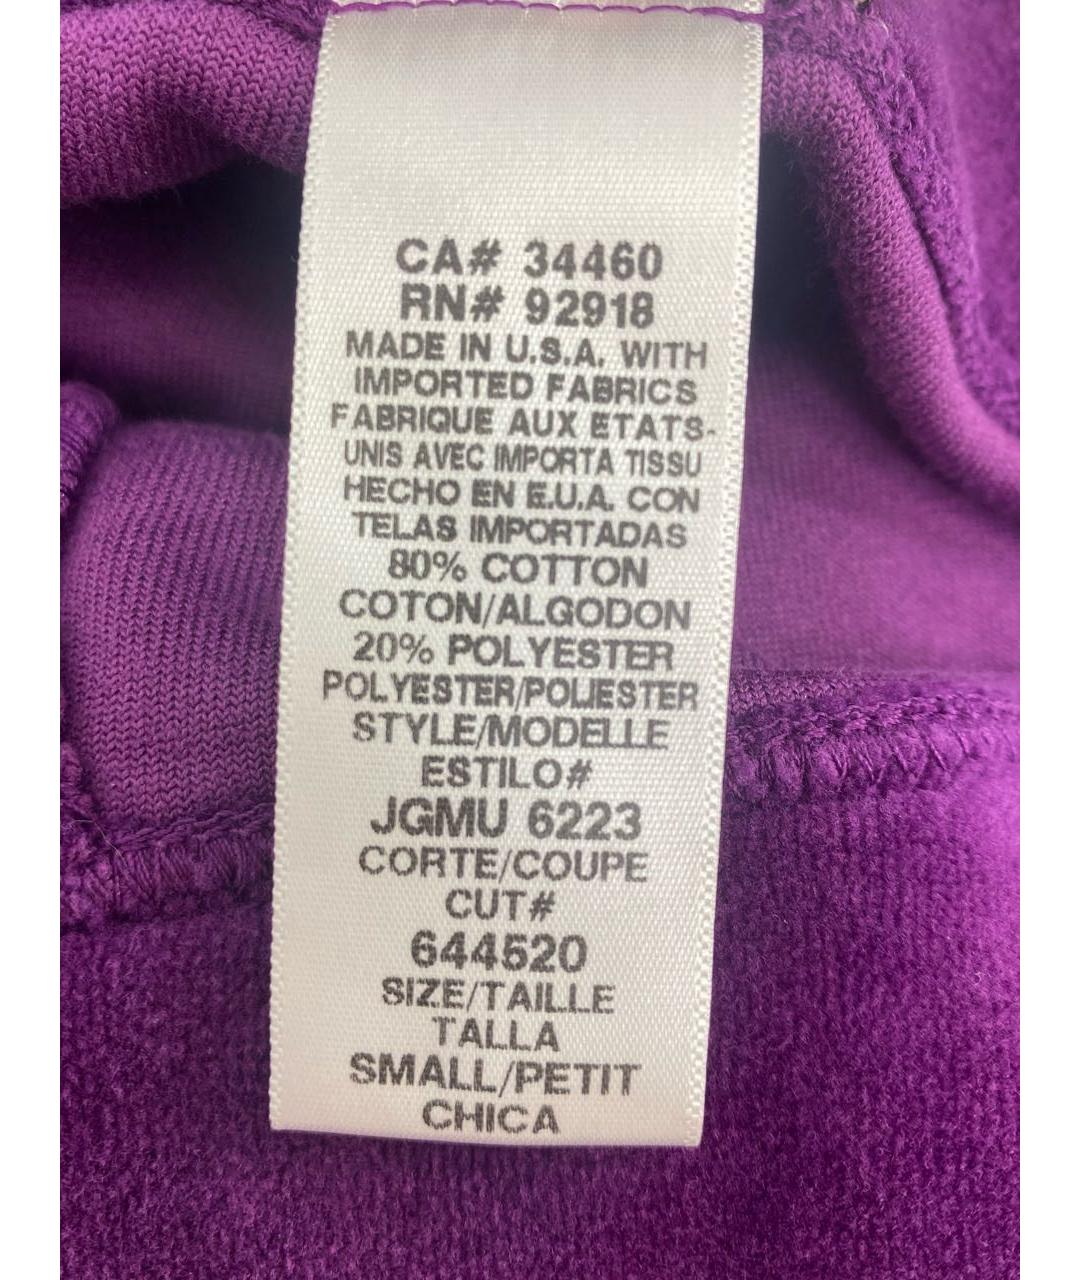 CA# 34460
RN# 92918
MADE IN U.S.A. WITH
IMPORTED FABRICS
FABRIQUE AUX ETATS-
UNIS AVEC IMPORTA TISSU
HECHO EN E.U.A. CON
TELAS IMPORTADAS
80% COTTON
COTON/ALGODON
20% POLYESTER
POLYESTER/POLIESTER
STYLE/MODELLE
ESTILO#
JGMU 6223
CORTE/COUPE
CUT#
644520
SIZE/TAILLE
TALLA
SMALL/PETIT
CHICA